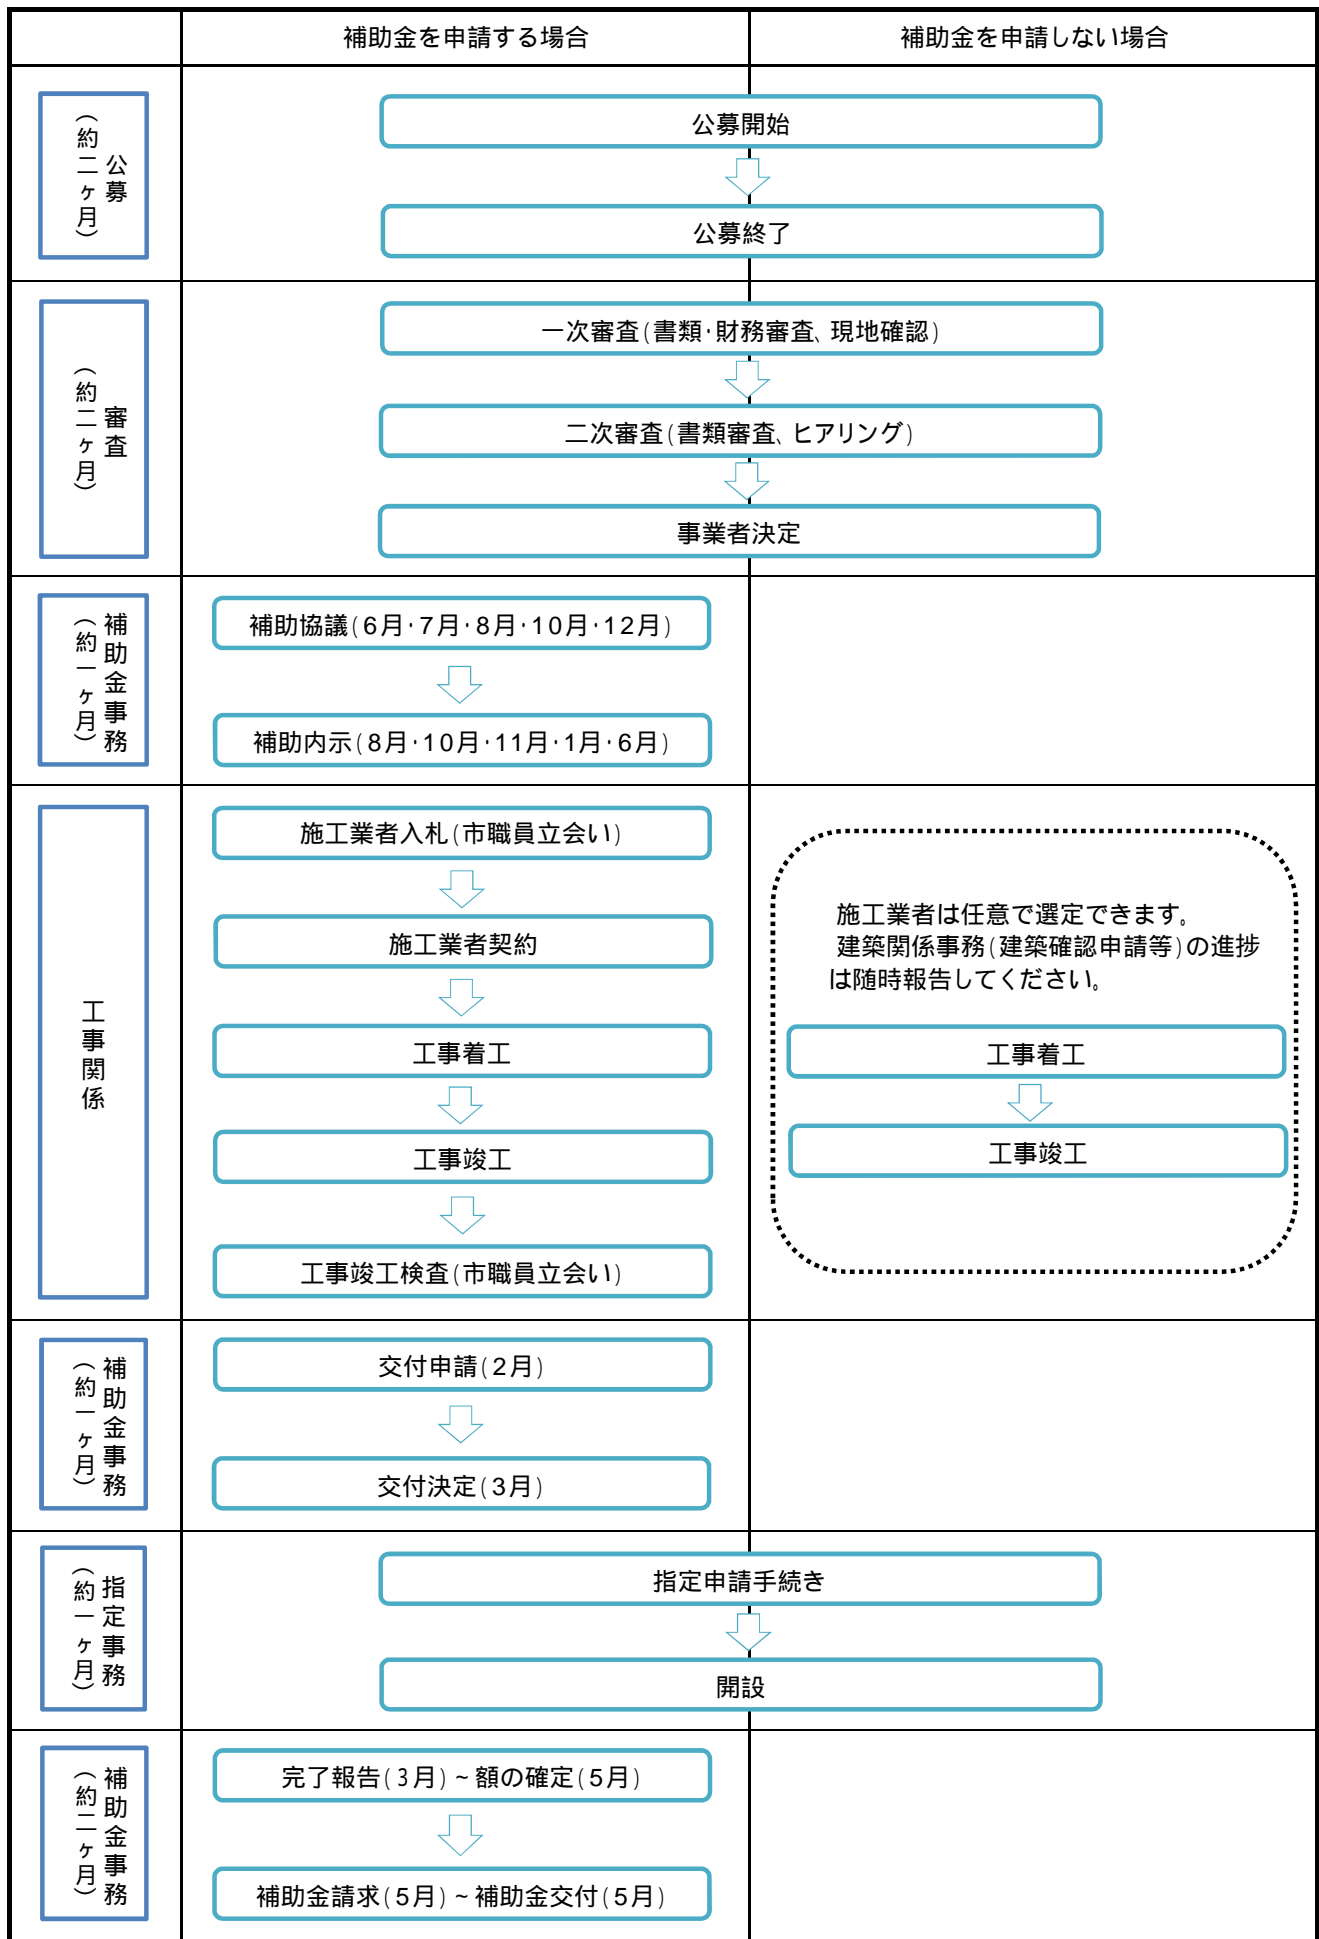 補助金を申請する場合
補助金を申請しない場合
公募
(約二ヶ月)
公募開始
公募終了
審査
(約二ヶ月)
一次審査(書類・財務審査、現地確認)
二次審査(書類審査、ヒアリング)
事業者決定
補助金事務
(約一ヶ月)
補助協議(6月・7月・8月・10月・12月)
補助内示(8月・10月・11月・1月・6月)
工事関係
施工業者入札(市職員立会い)
施工業者契約
工事着工
工事竣工
工事竣工検査(市職員立会い)
施工業者は任意で選定できます。
建築関係事務(建築確認申請等)の進捗
は随時報告してください。
工事着工
工事竣工
補助金事務
(約一ヶ月)
交付申請(2月)
交付決定(3月)
指定事務
(約一ヶ月)
指定申請手続き
開設
補助金事務
(約二ヶ月)
完了報告(3月)~額の確定(5月)
補助金請求(5月)~補助金交付(5月)